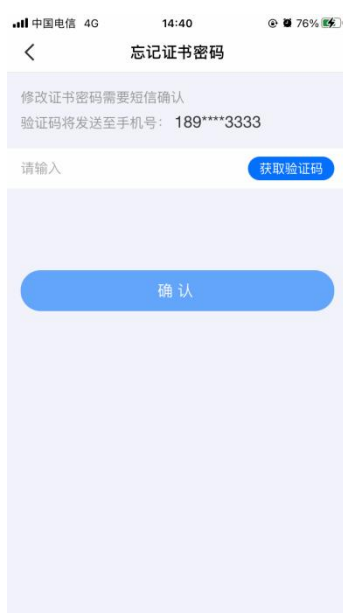 中国电信 4G 14:40 76%
忘记证书密码
修改证书密码需要短信确认
验证码将发送至手机号： 189****3333
请输入 获取验证码
确 认